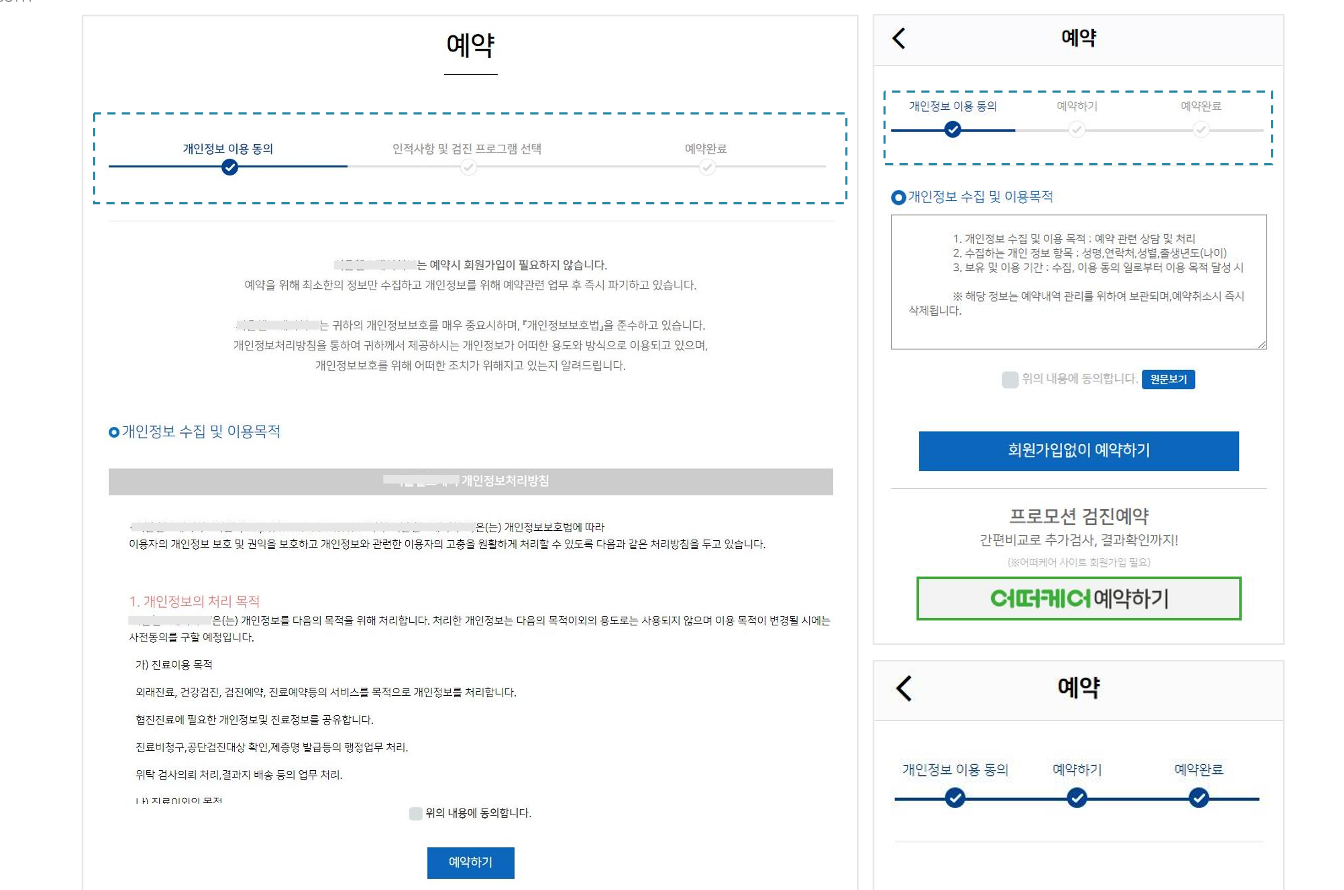 예약
개인정보 이용 동의
인적사항 및 검진 프로그램 선택
예약완료
는 예약시 회원가입이 필요하지 않습니다.
예약을 위해 최소한의 정보만 수집하고 개인정보를 위해 예약관련 업무 후 즉시 파기하고 있습니다.
는 귀하의 개인정보보호를 매우 중요시하며, 『개인정보보호법』을 준수하고 있습니다.
개인정보처리방침을 통하여 귀하께서 제공하시는 개인정보가 어떠한 용도와 방식으로 이용되고 있으며,
개인정보보호를 위해 어떠한 조치가 위해지고 있는지 알려드립니다.
개인정보 수집 및 이용목적
개인정보처리방침
은(는) 개인정보보호법에 따라
이용자의 개인정보 보호 및 권익을 보호하고 개인정보와 관련한 이용자의 고충을 원활하게 처리할 수 있도록 다음과 같은 처리방침을 두고 있습니다.
1. 개인정보의 처리 목적
은(는) 개인정보를 다음의 목적을 위해 처리합니다. 처리한 개인정보는 다음의 목적이외의 용도로는 사용되지 않으며 이용 목적이 변경될 시에는
사전동의를 구할 예정입니다.
가) 진료이용 목적
외래진료, 건강검진, 검진예약, 진료예약등의 서비스를 목적으로 개인정보를 처리합니다.
협진진료에 필요한 개인정보및 진료정보를 공유합니다.
진료비청구,공단검진대상 확인,제증명 발급등의 행정업무 처리.
위탁 검사의뢰 처리,결과지 배송 등의 업무 처리.
나) 진료이외의 목적
위의 내용에 동의합니다.
예약하기
예약
개인정보 이용 동의
예약하기
예약완료
개인정보 수집 및 이용목적
1. 개인정보 수집 및 이용 목적 : 예약 관련 상담 및 처리
2. 수집하는 개인 정보 항목 : 성명,연락처,성별,출생년도(나이)
3. 보유 및 이용 기간 : 수집, 이용 동의 일로부터 이용 목적 달성 시
※ 해당 정보는 예약내역 관리를 위하여 보관되며,예약취소시 즉시
삭제됩니다.
위의 내용에 동의합니다. 원문보기
회원가입없이 예약하기
프로모션 검진예약
간편비교로 추가검사, 결과확인까지!
(※어떠케어 사이트 회원가입 필요)
어떠케어 예약하기
예약
개인정보 이용 동의
예약하기
예약완료